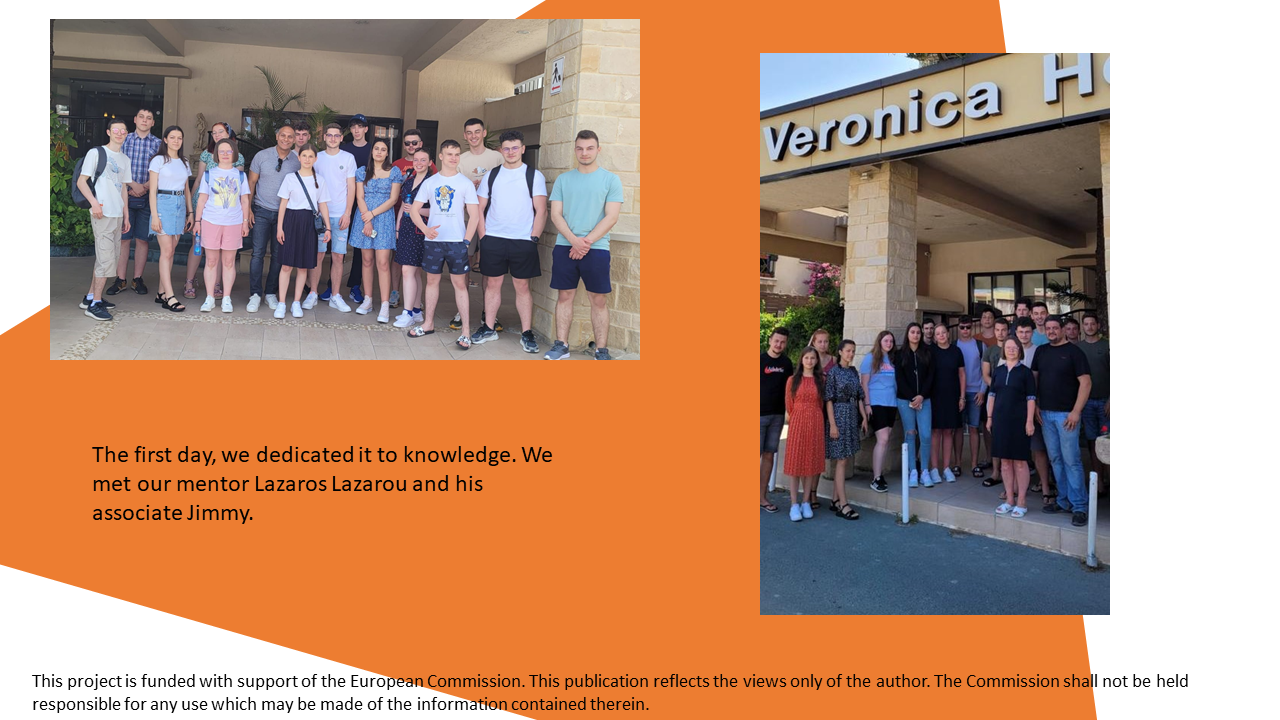 Veronica
The first day, we dedicated it to knowledge. We
met our mentor Lazaros Lazarou and his
associate Jimmy.
This project is funded with support of the European Commission. This publication reflects the views only of the author. The Commission shall not be held
responsible for any use which may be made of the information contained therein.